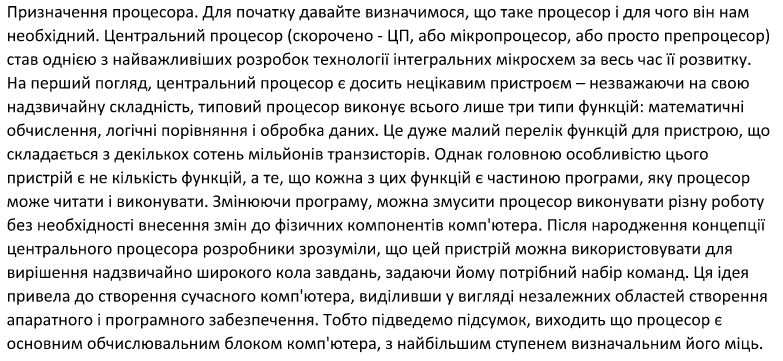 Призначення процесора. Для початку давайте визначимося, що таке процесор і для чого він нам
необхідний. Центральний процесор (скорочено - ЦП, або мікропроцесор, або просто препроцесор)
став однією з найважливіших розробок технології інтегральних мікросхем за весь час її розвитку.
На перший погляд, центральний процесор є досить нецікавим пристроєм – незважаючи на свою
надзвичайну складність, типовий процесор виконує всього лише три типи функцій: математичні
обчислення, логічні порівняння і обробка даних. Це дуже малий перелік функцій для пристрою, що
складається з декількох сотень мільйонів транзисторів. Однак головною особливістю цього
пристрій є не кількість функцій, а те, що кожна з цих функцій є частиною програми, яку процесор
може читати і виконувати. Змінюючи програму, можна змусити процесор виконувати різну роботу
без необхідності внесення змін до фізичних компонентів комп'ютера. Після народження концепції
центрального процесора розробники зрозуміли, що цей пристрій можна використовувати для
вирішення надзвичайно широкого кола завдань, задаючи йому потрібний набір команд. Ця ідея
привела до створення сучасного комп'ютера, виділивши у вигляді незалежних областей створення
апаратного і програмного забезпечення. Тобто підведемо підсумок, виходить що процесор є
основним обчислювальним блоком комп'ютера, з найбільшим ступенем визначальним його міць.